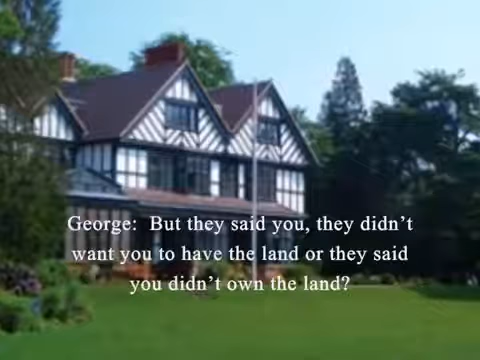 George:  But they said you, they didn't
want you to have the land or they said
you didn't own the land?